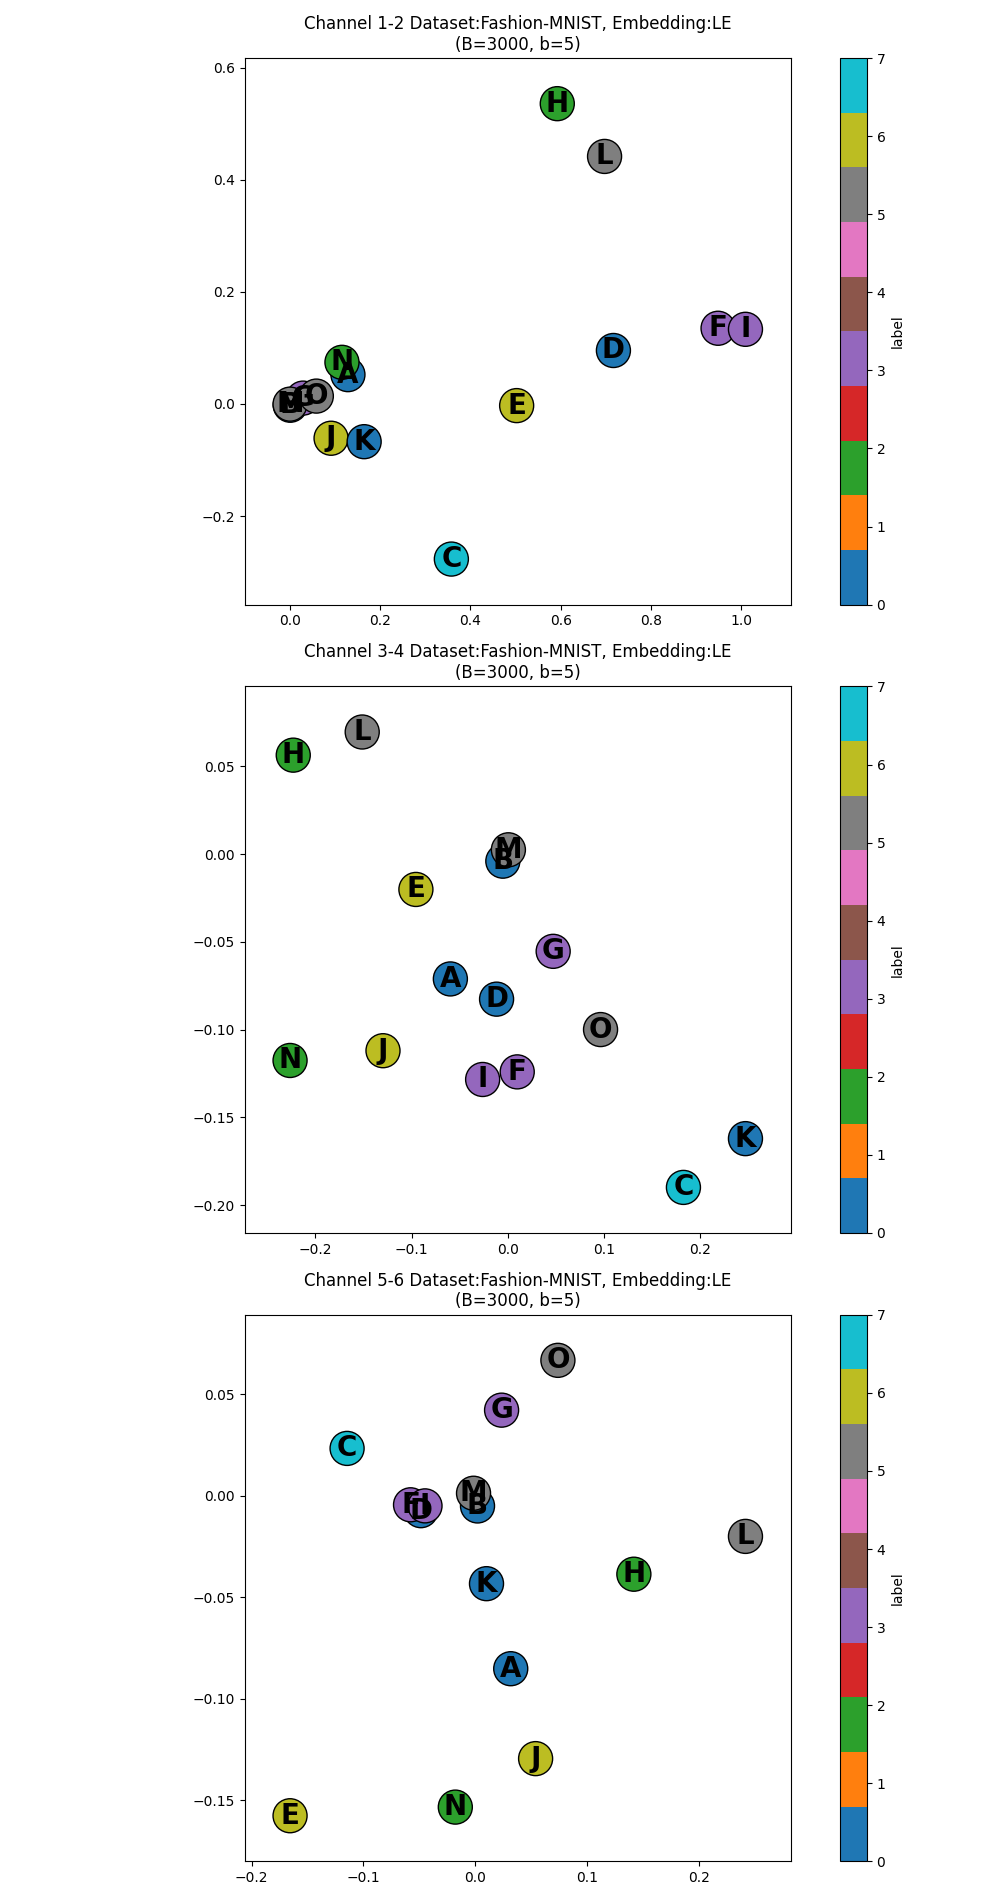 Channel 1-2 Dataset:Fashion-MNIST, Embedding:LE
(B=3000, b=5)
0.6
0.4
0.2
0.0
−0.2
0.0 0.2 0.4 0.6 0.8 1.0
H
L
F I
D
N
A
O
E
J K
C
7
6
5
4
3
2
1
0
label
Channel 3-4 Dataset:Fashion-MNIST, Embedding:LE
(B=3000, b=5)
0.05
0.00
−0.05
−0.10
−0.15
−0.20
−0.2 −0.1 0.0 0.1 0.2
L
H
M
B
E
G
A
D
O
J
N
F
I
K
C
7
6
5
4
3
2
1
0
label
Channel 5-6 Dataset:Fashion-MNIST, Embedding:LE
(B=3000, b=5)
0.05
0.00
−0.05
−0.10
−0.15
−0.2 −0.1 0.0 0.1 0.2
O
G
C
M
B
F I
D
L
H
K
A
J
N
E
7
6
5
4
3
2
1
0
label